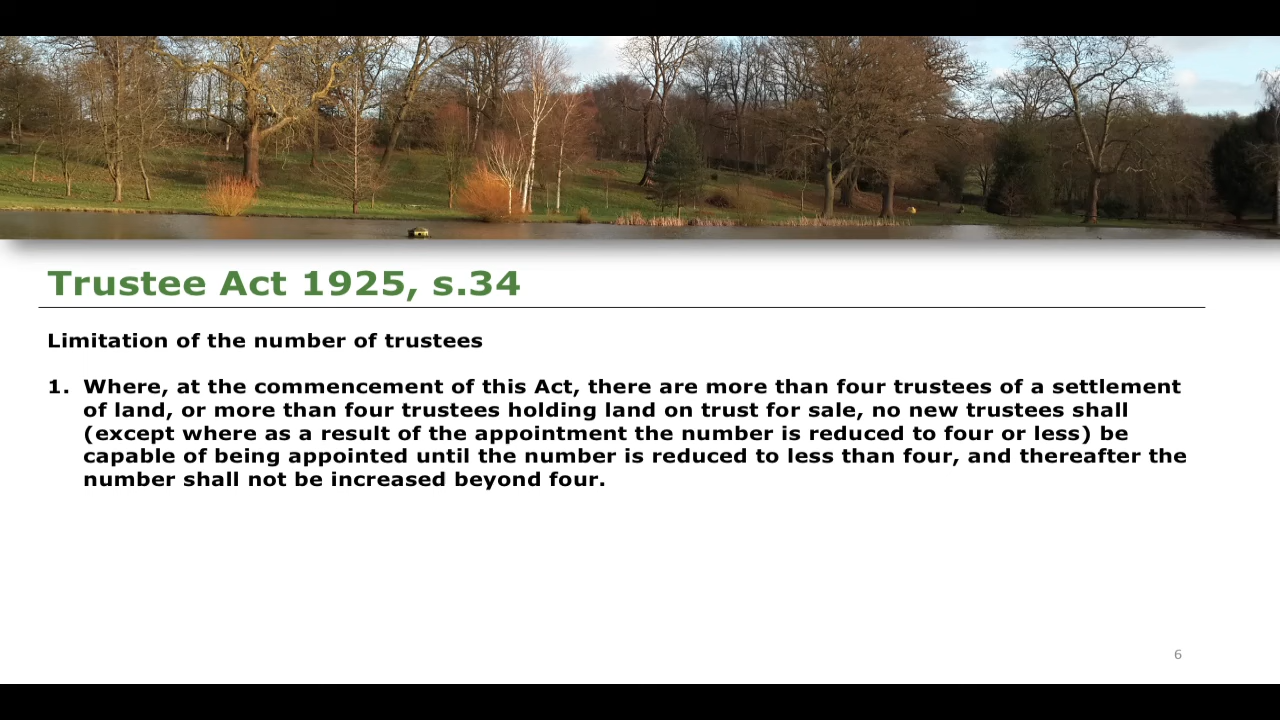 Trustee Act 1925, s.34
Limitation of the number of trustees
1. Where, at the commencement of this Act, there are more than four trustees of a settlement
of land, or more than four trustees holding land on trust for sale, no new trustees shall
(except where as a result of the appointment the number is reduced to four or less) be
capable of being appointed until the number is reduced to less than four, and thereafter the
number shall not be increased beyond four.
6